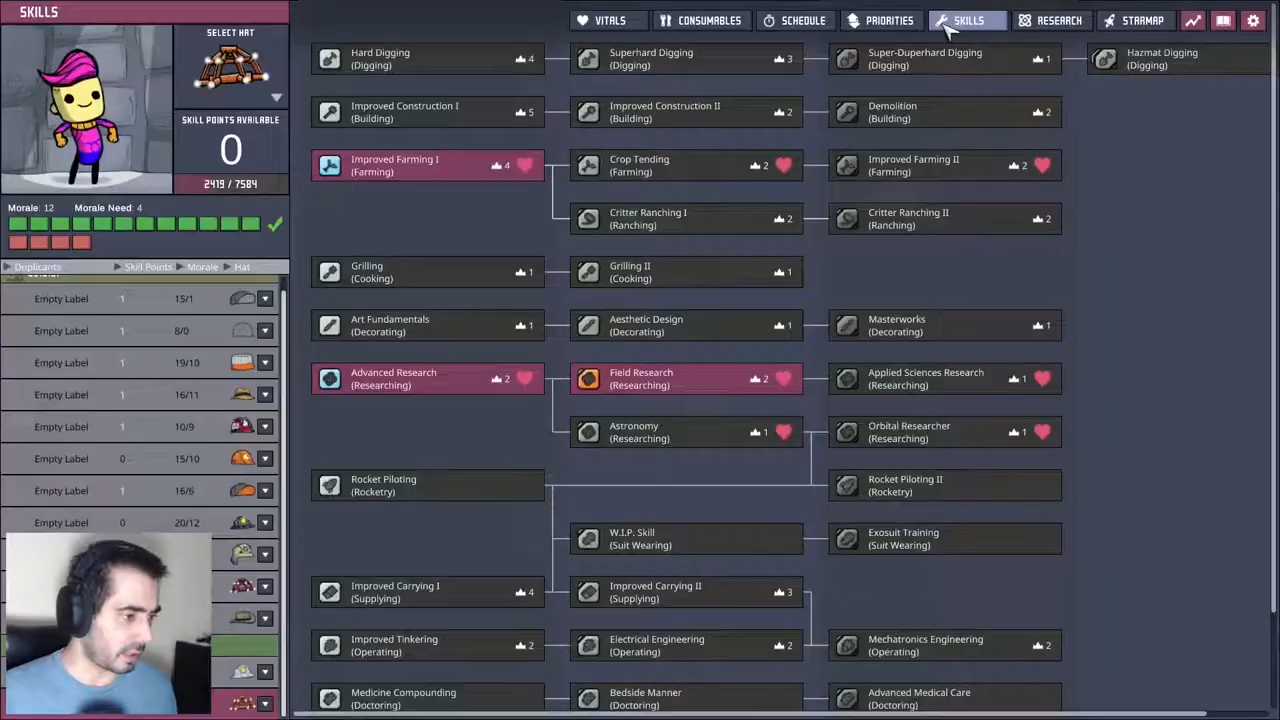 SKILLS
VITALS
CONSUMABLES
SCHEDULE
PRIORITIES
SKILLS
RESEARCH
STARMAP
SELECT HAT
SKILL POINTS AVAILABLE
0
2419 / 7584
Morale: 12 Morale Need: 4
Duplicants Skill Points Morale Hat
Empty Label 1 15/1
Empty Label 1 8/0
Empty Label 1 19/10
Empty Label 1 16/11
Empty Label 1 10/9
Empty Label 0 15/10
Empty Label 1 16/6
Empty Label 0 20/12
Hard Digging
(Digging)
4
Superhard Digging
(Digging)
3
Super-Duperhard Digging
(Digging)
1
Hazmat Digging
(Digging)
Improved Construction I
(Building)
5
Improved Construction II
(Building)
2
Demolition
(Building)
2
Improved Farming I
(Farming)
4
Crop Tending
(Farming)
2
Improved Farming II
(Farming)
2
Critter Ranching I
(Ranching)
2
Critter Ranching II
(Ranching)
2
Grilling
(Cooking)
1
Grilling II
(Cooking)
1
Art Fundamentals
(Decorating)
1
Aesthetic Design
(Decorating)
1
Masterworks
(Decorating)
1
Advanced Research
(Researching)
2
Field Research
(Researching)
2
Applied Sciences Research
(Researching)
1
Astronomy
(Researching)
1
Orbital Researcher
(Researching)
1
Rocket Piloting
(Rocketry)
Rocket Piloting II
(Rocketry)
W.I.P. Skill
(Suit Wearing)
Exosuit Training
(Suit Wearing)
Improved Carrying I
(Supplying)
4
Improved Carrying II
(Supplying)
3
Improved Tinkering
(Operating)
2
Electrical Engineering
(Operating)
2
Mechatronics Engineering
(Operating)
2
Medicine Compounding
(Doctoring)
Bedside Manner
(Doctoring)
Advanced Medical Care
(Doctoring)